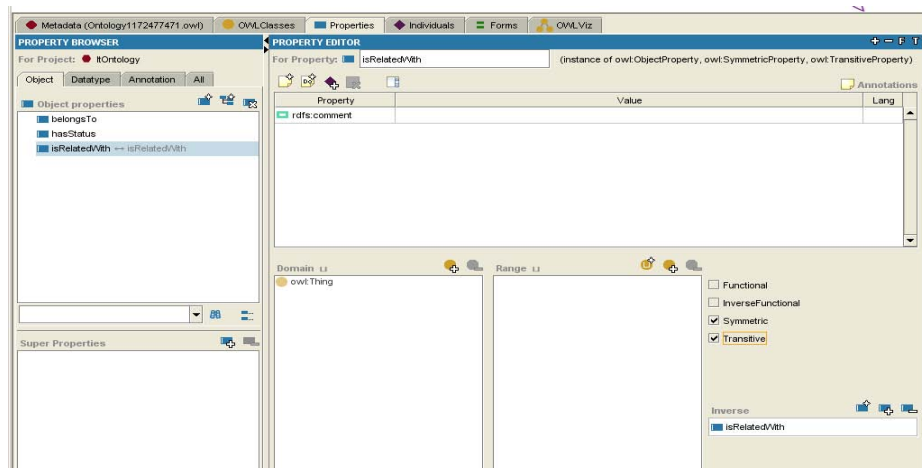 Metadata (Ontology1172477471.owl) OWLClasses Properties Individuals Forms OWLViz
PROPERTY BROWSER
For Project: ItOntology
Object Datatype Annotation All
Object properties
belongsTo
hasStatus
isRelatedWith ↔ isRelatedWith
Super Properties
PROPERTY EDITOR
+ − F T
For Property: isRelatedWith (instance of owl:ObjectProperty, owl:SymmetricProperty, owl:TransitiveProperty)
Annotations
Property Value Lang
rdfs:comment
Domain ⊔
owl:Thing
Range ⊔
Functional
InverseFunctional
Symmetric
Transitive
Inverse
isRelatedWith